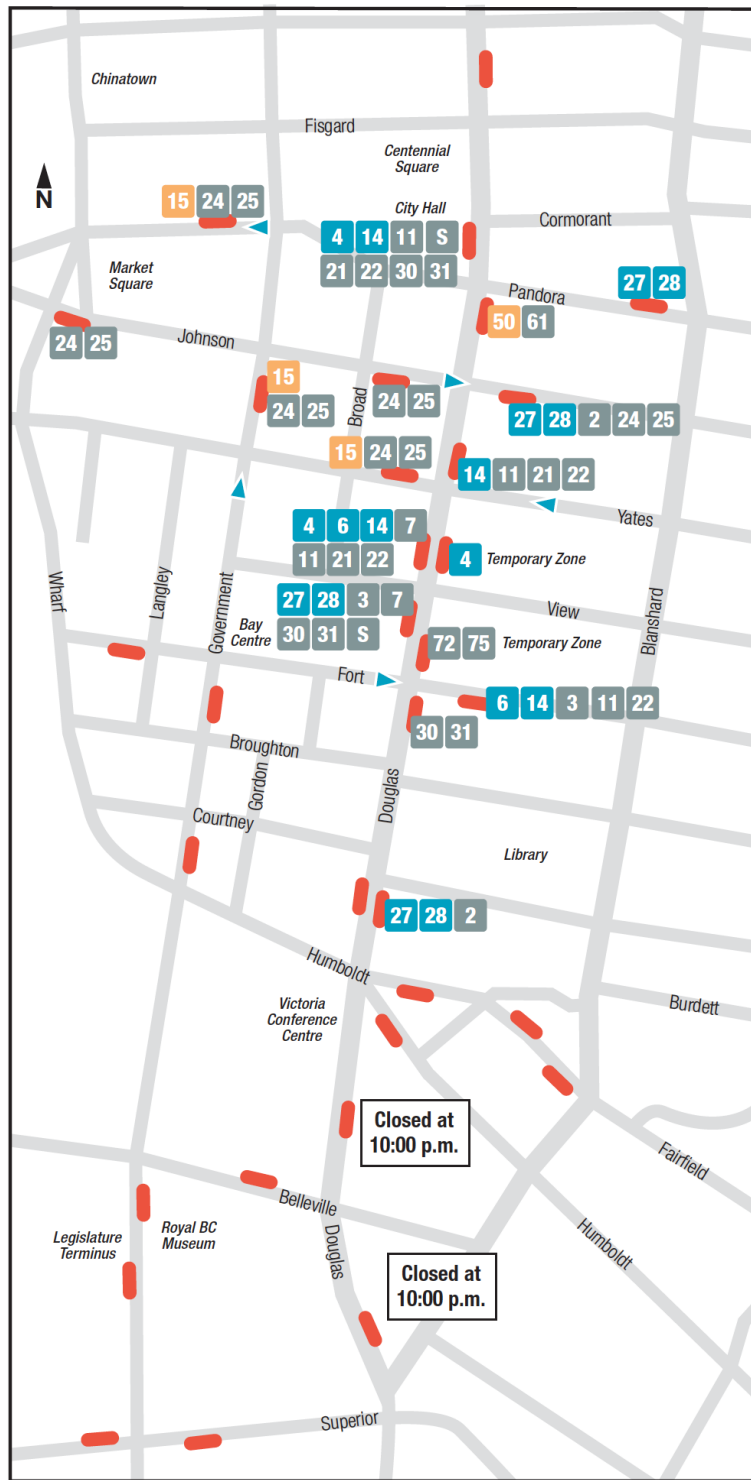 Chinatown
Fisgard
Centennial
Square
N
15 24 25
City Hall
Cormorant
4 14 11 S
21 22 30 31
Market
Square
27 28
Pandora
50 61
24 25
Johnson
15
24 25
Broad
24 25
27 28 2 24 25
15 24 25
14 11 21 22
Yates
4 6 14 7
11 21 22
4
Temporary Zone
Wharf
Langley
Government
27 28 3 7
30 31 S
Bay
Centre
View
Blanshard
72 75
Temporary Zone
Fort
6 14 3 11 22
30 31
Broughton
Gordon
Douglas
Courtney
Library
27 28 2
Humboldt
Victoria
Conference
Centre
Burdett
Closed at
10:00 p.m.
Fairfield
Belleville
Legislature
Terminus
Royal BC
Museum
Douglas
Humboldt
Closed at
10:00 p.m.
Superior